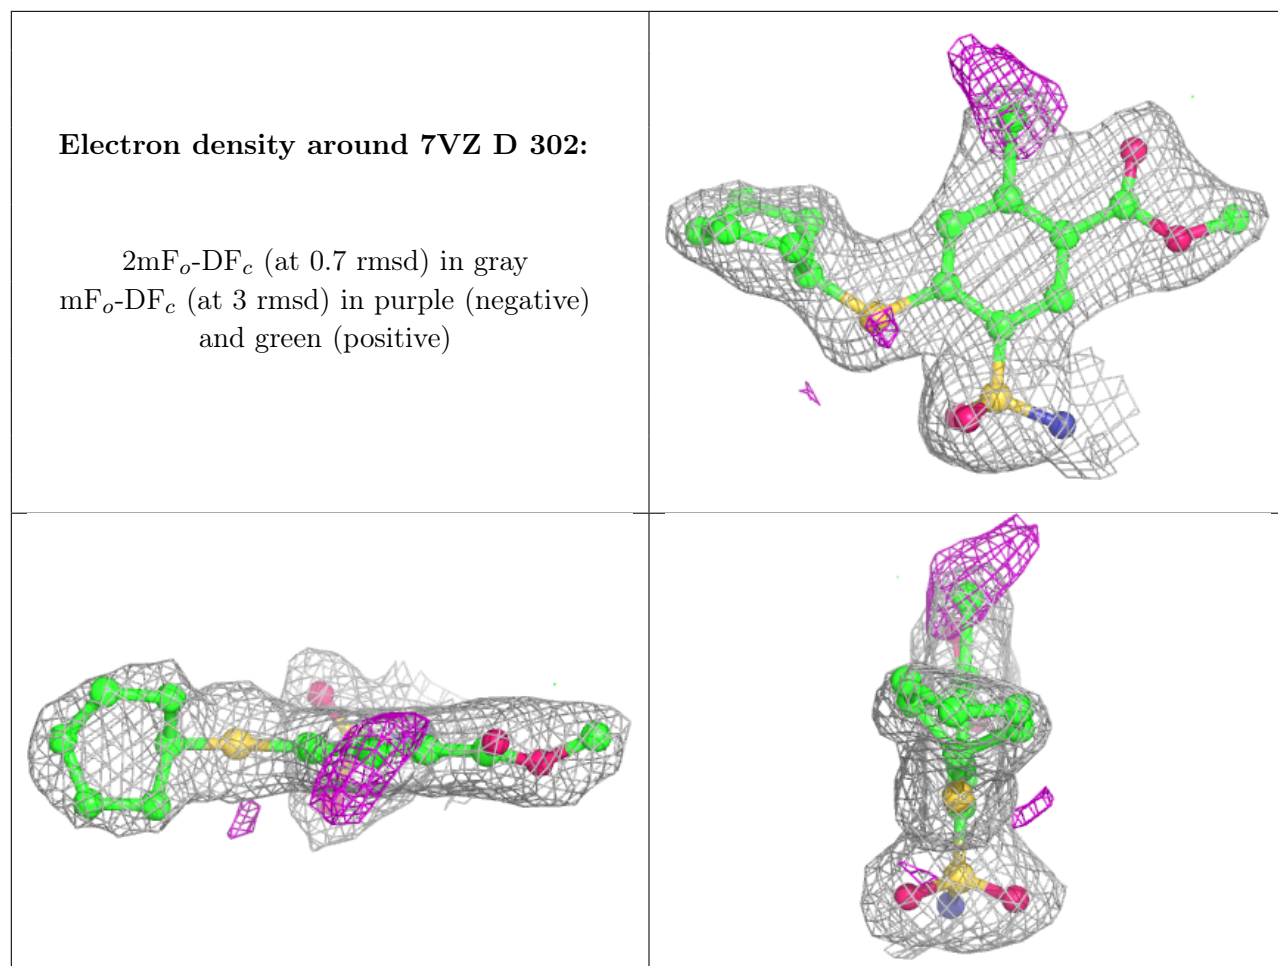 Electron density around 7VZ D 302:
2mFo-DFc (at 0.7 rmsd) in gray
mFo-DFc (at 3 rmsd) in purple (negative)
and green (positive)